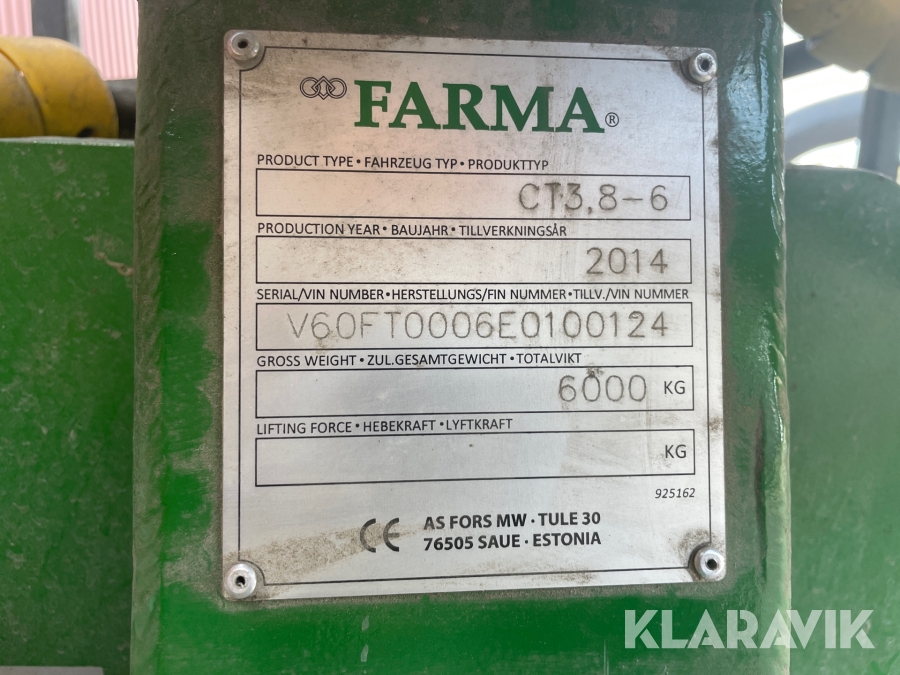 FARMA®
PRODUCT TYPE • FAHRZEUG TYP • PRODUKTTYP
CT3,8-6
PRODUCTION YEAR • BAUJAHR • TILLVERKNINGSÅR
2014
SERIAL/VIN NUMBER • HERSTELLUNGS/FIN NUMMER • TILLV./VIN NUMMER
V60FT0006E0100124
GROSS WEIGHT • ZUL.GESAMTGEWICHT • TOTALVIKT
6000 KG
LIFTING FORCE • HEBEKRAFT • LYFTKRAFT
KG
925162
CE AS FORS MW · TULE 30
76505 SAUE · ESTONIA
KLARAVIK